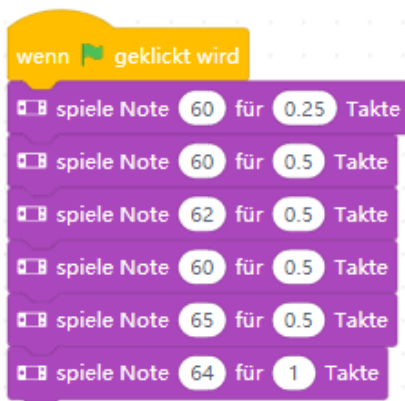 wenn geklickt wird
spiele Note 60 für 0.25 Takte
spiele Note 60 für 0.5 Takte
spiele Note 62 für 0.5 Takte
spiele Note 60 für 0.5 Takte
spiele Note 65 für 0.5 Takte
spiele Note 64 für 1 Takte